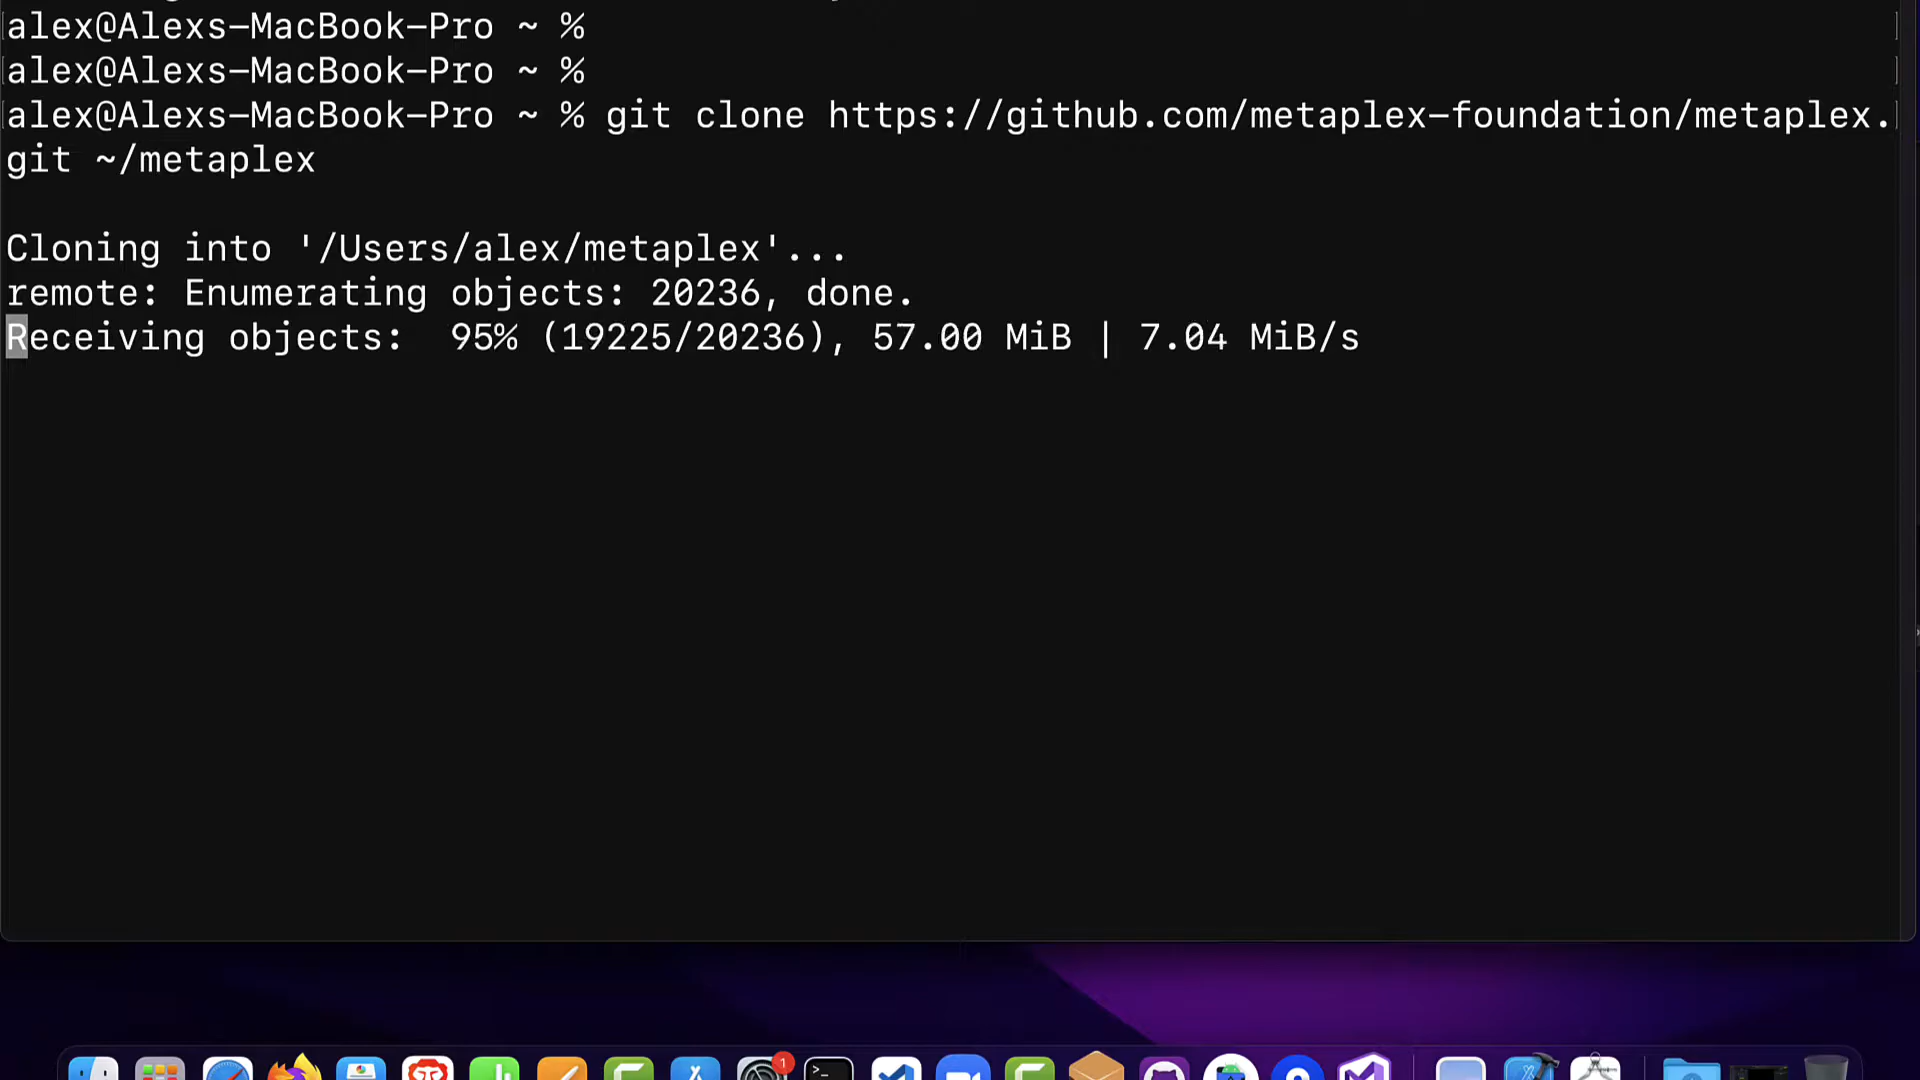 alex@Alexs-MacBook-Pro ~ %
alex@Alexs-MacBook-Pro ~ %
alex@Alexs-MacBook-Pro ~ % git clone https://github.com/metaplex-foundation/metaplex.
git ~/metaplex
Cloning into '/Users/alex/metaplex'...
remote: Enumerating objects: 20236, done.
Receiving objects:  95% (19225/20236), 57.00 MiB | 7.04 MiB/s
1
>_